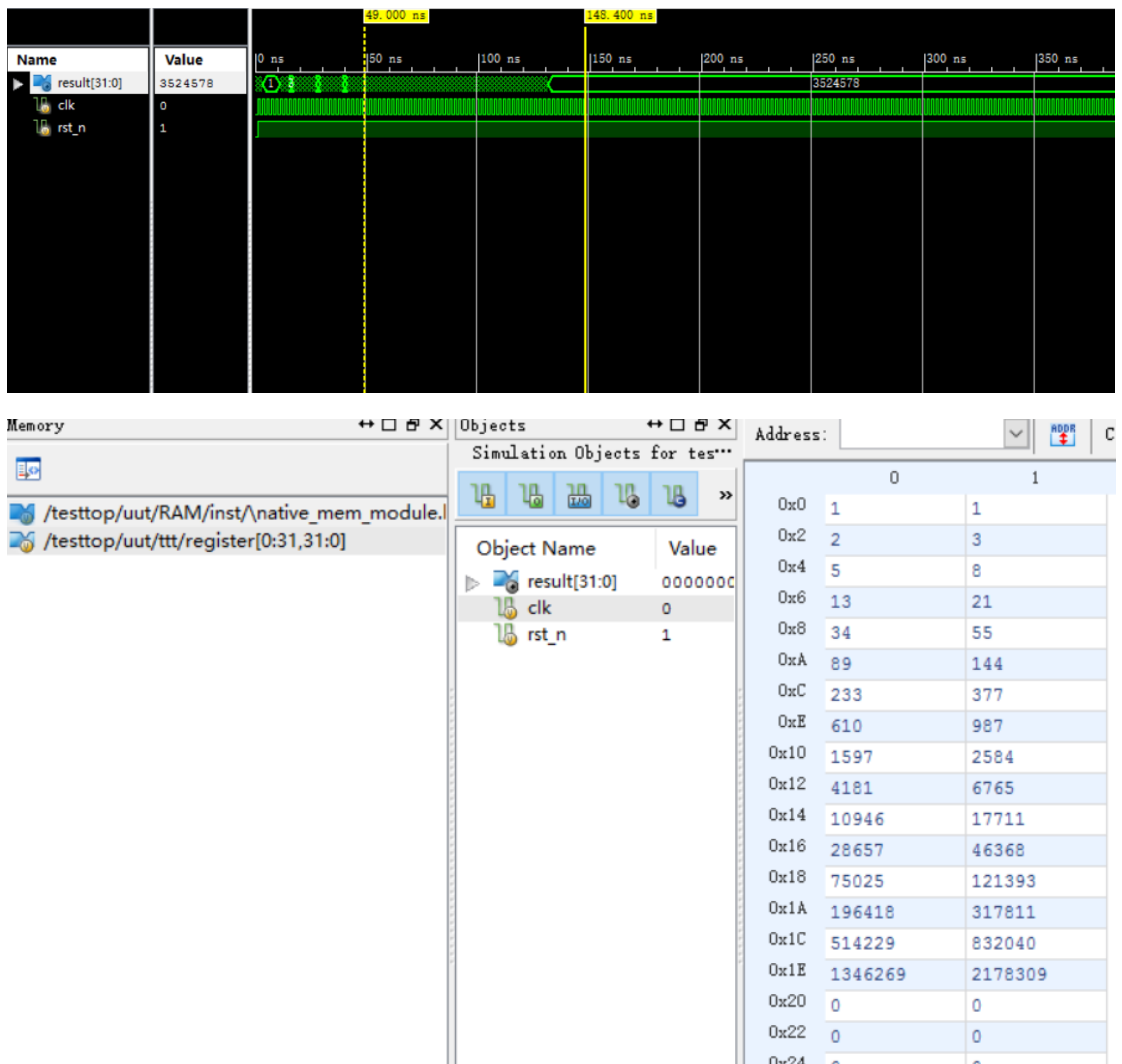 49.000 ns 148.400 ns
Name Value 0 ns 50 ns 100 ns 150 ns 200 ns 250 ns 300 ns 350 ns
result[31:0] 3524578 1 3524578
clk 0
rst_n 1
Memory Objects Address:
Simulation Objects for tes···
/testtop/uut/RAM/inst/\native_mem_module.
/testtop/uut/ttt/register[0:31,31:0]
ADDR
C
I O I/O C »
Object Name Value
result[31:0] 0000000
clk 0
rst_n 1
0 1
0x0 1 1
0x2 2 3
0x4 5 8
0x6 13 21
0x8 34 55
0xA 89 144
0xC 233 377
0xE 610 987
0x10 1597 2584
0x12 4181 6765
0x14 10946 17711
0x16 28657 46368
0x18 75025 121393
0x1A 196418 317811
0x1C 514229 832040
0x1E 1346269 2178309
0x20 0 0
0x22 0 0